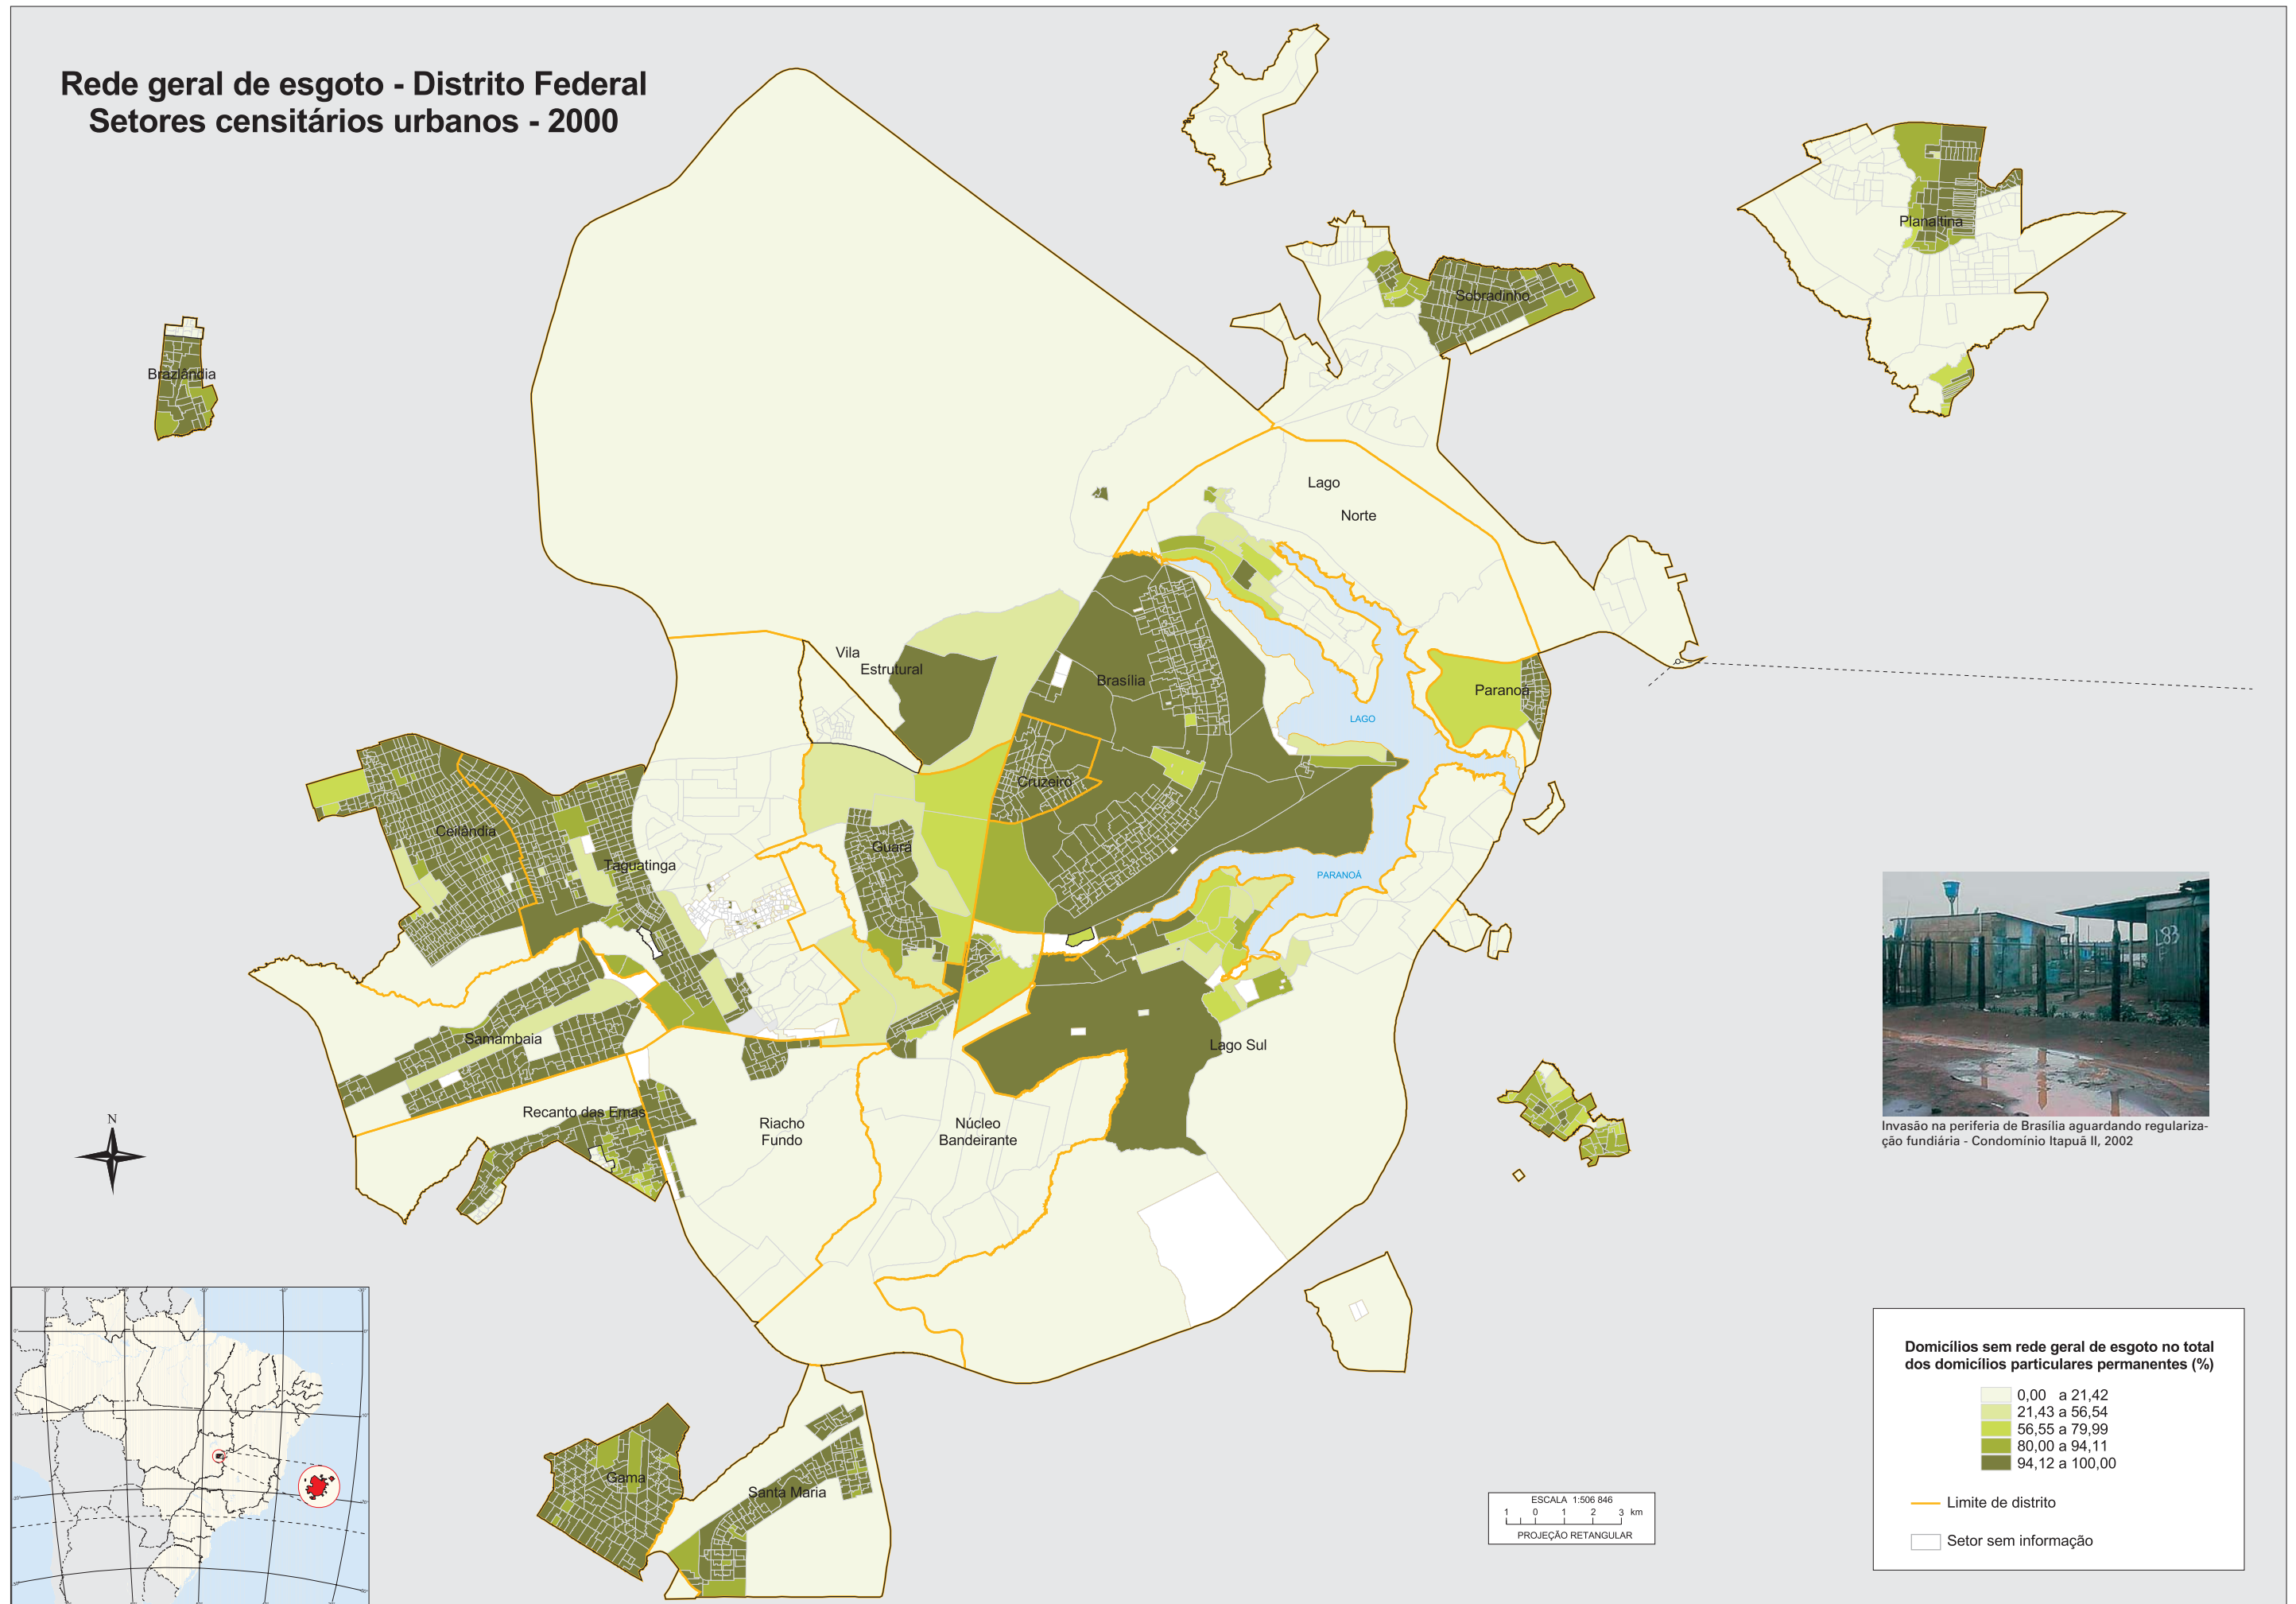 Rede geral de esgoto - Distrito Federal
Setores censitários urbanos - 2000
Planaltina
Sobradinho
Brazlândia
Lago
Norte
Vila
Estrutural
Brasília
Paranoá
LAGO
Cruzeiro
Ceilândia
Guará
Taguatinga
PARANOÁ
L83
Samambaia
Lago Sul
Recanto das Emas
Riacho
Fundo
Núcleo
Bandeirante
N
Invasão na periferia de Brasília aguardando regulariza-
ção fundiária - Condomínio Itapuã II, 2002
Gama
Santa Maria
ESCALA 1:506 846
1 0 1 2 3 km
PROJEÇÃO RETANGULAR
Domicílios sem rede geral de esgoto no total
dos domicílios particulares permanentes (%)
0,00 a 21,42
21,43 a 56,54
56,55 a 79,99
80,00 a 94,11
94,12 a 100,00
Limite de distrito
Setor sem informação